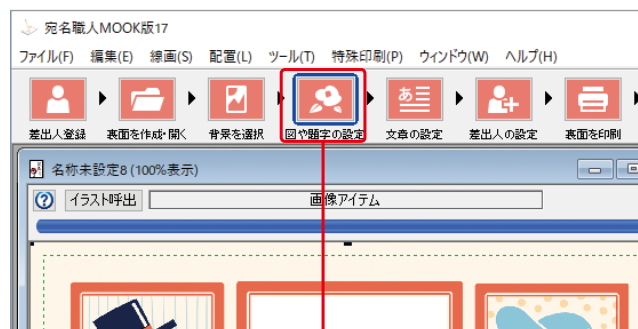 宛名職人MOOK版17
ファイル(F) 編集(E) 線画(S) 配置(L) ツール(T) 特殊印刷(P) ウィンドウ(W) ヘルプ(H)
あ
差出人登録 裏面を作成・開く 背景を選択 図や題字の設定 文章の設定 差出人の設定 裏面を印刷
名称未設定8 (100%表示)
? イラスト呼出 画像アイテム